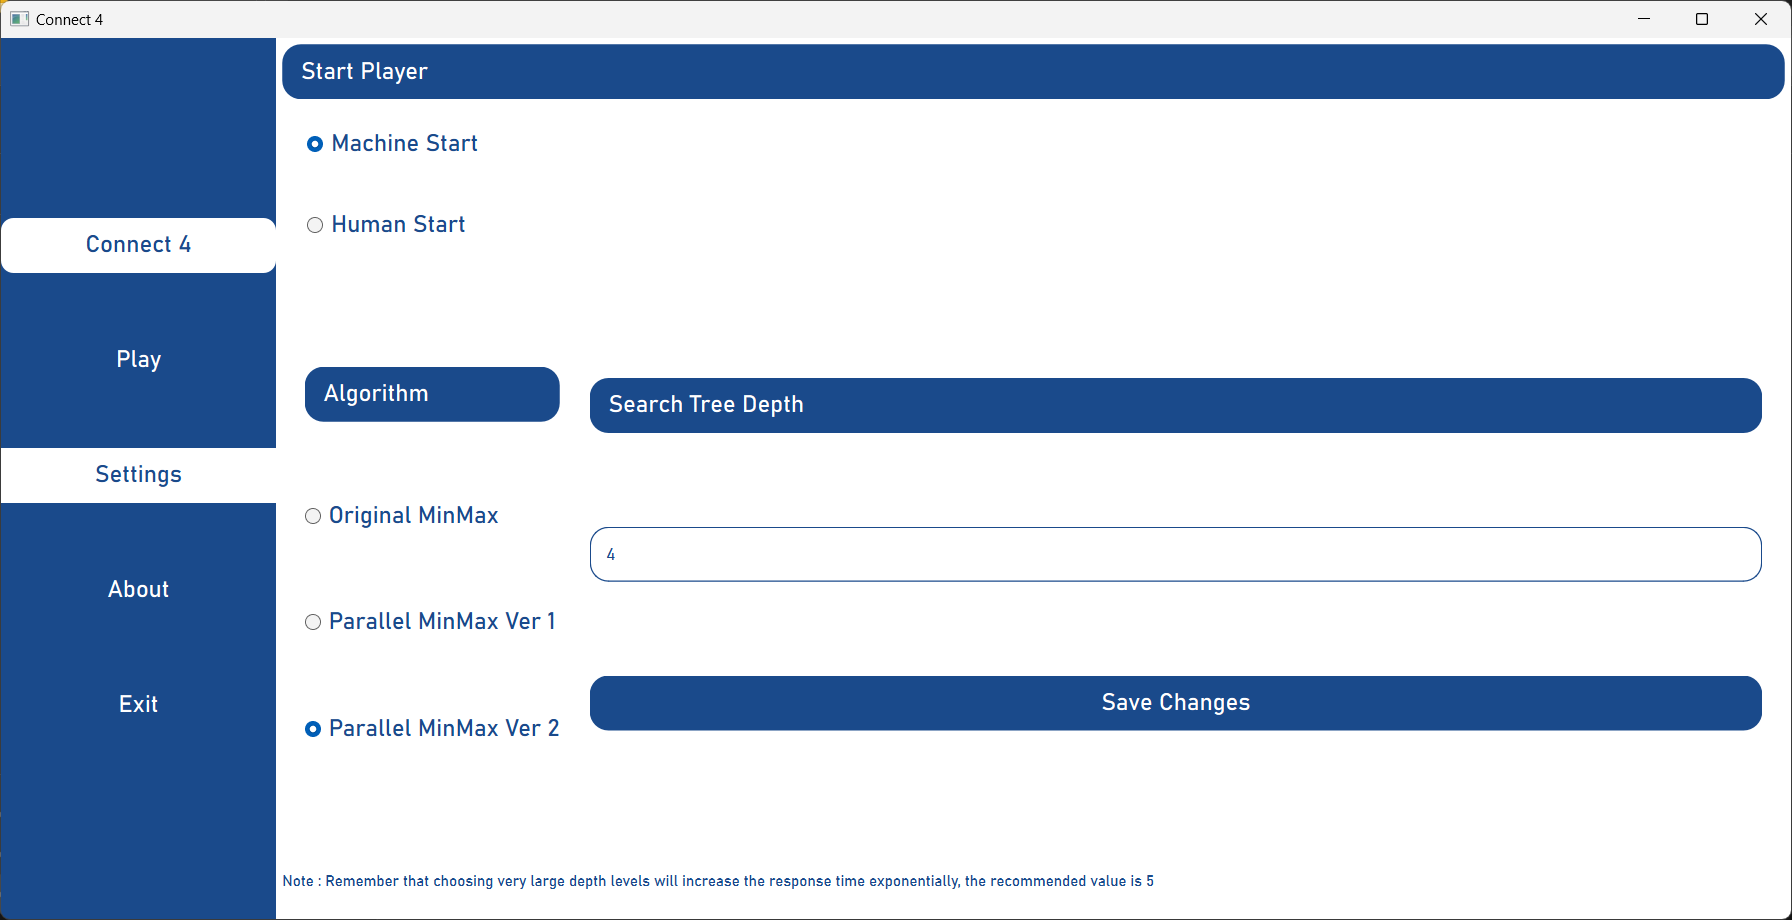 Connect 4
Connect 4
Play
Settings
About
Exit
Start Player
Machine Start
Human Start
Algorithm
Original MinMax
Parallel MinMax Ver 1
Parallel MinMax Ver 2
Search Tree Depth
4
Save Changes
Note : Remember that choosing very large depth levels will increase the response time exponentially, the recommended value is 5